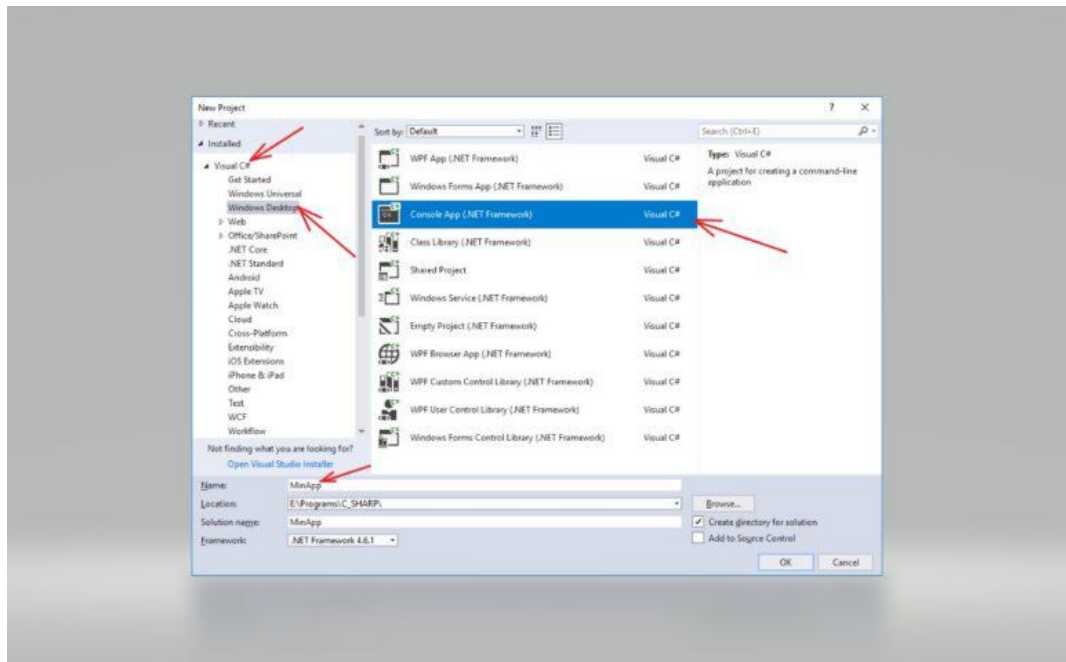 New Project
? X
Recent
Installed
Visual C#
Get Started
Windows Universal
Windows Desktop
Web
Office/SharePoint
.NET Core
.NET Standard
Android
Apple TV
Apple Watch
Cloud
Cross-Platform
Extensibility
iOS Extensions
iPhone & iPad
Other
Test
WCF
Workflow
Not finding what you are looking for?
Open Visual Studio Installer
Sort by: Default
Search (Ctrl+E)
WPF App (.NET Framework) Visual C#
Windows Forms App (.NET Framework) Visual C#
Console App (.NET Framework) Visual C#
Class Library (.NET Framework) Visual C#
Shared Project Visual C#
Windows Service (.NET Framework) Visual C#
Empty Project (.NET Framework) Visual C#
WPF Browser App (.NET Framework) Visual C#
WPF Custom Control Library (.NET Framework) Visual C#
WPF User Control Library (.NET Framework) Visual C#
Windows Forms Control Library (.NET Framework) Visual C#
Type: Visual C#
A project for creating a command-line
application
Name: MinApp
Location: E:\Programs\C_SHARP\ Browse...
Solution name: MinApp
Create directory for solution
Framework: .NET Framework 4.6.1
Add to Source Control
OK Cancel